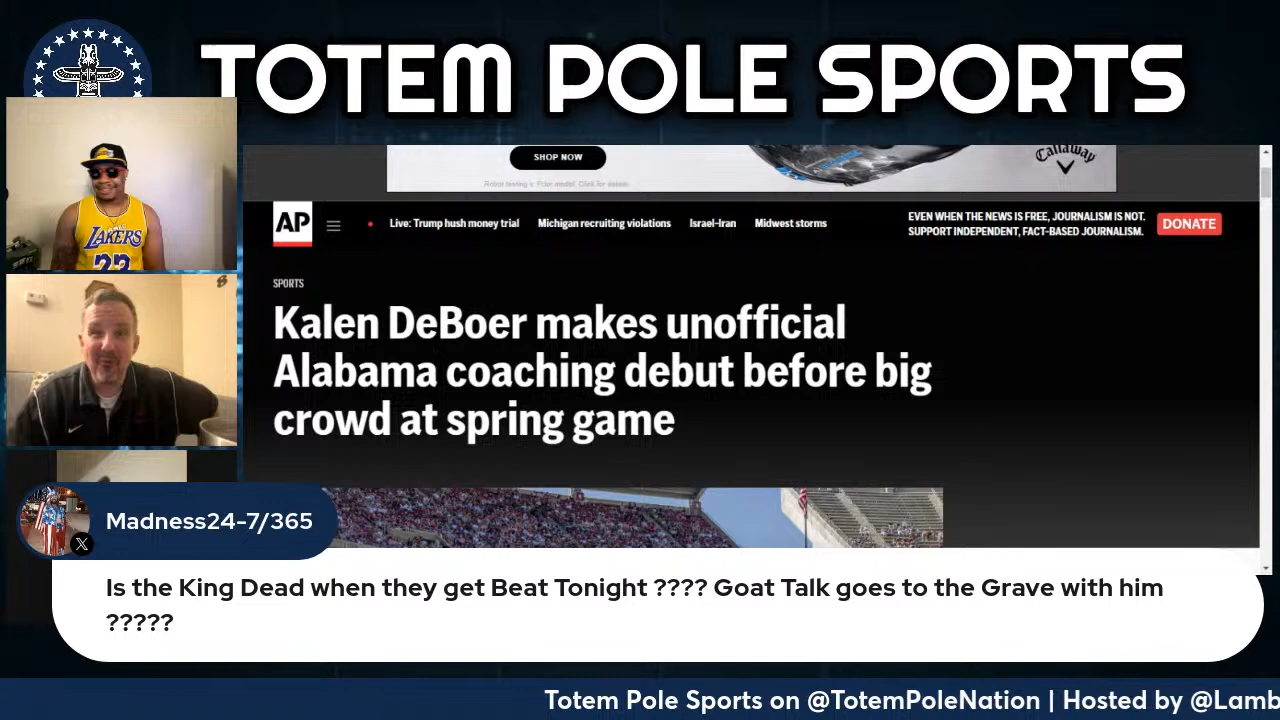 TOTEM POLE SPORTS
LAKERS
23
SHOP NOW
Callaway
AP
Live: Trump hush money trial
Michigan recruiting violations
Israel-Iran
Midwest storms
EVEN WHEN THE NEWS IS FREE, JOURNALISM IS NOT.
SUPPORT INDEPENDENT, FACT-BASED JOURNALISM.
DONATE
SPORTS
Kalen DeBoer makes unofficial
Alabama coaching debut before big
crowd at spring game
Madness24-7/365
Is the King Dead when they get Beat Tonight ???? Goat Talk goes to the Grave with him
?????
Totem Pole Sports on @TotemPoleNation | Hosted by @Lamb